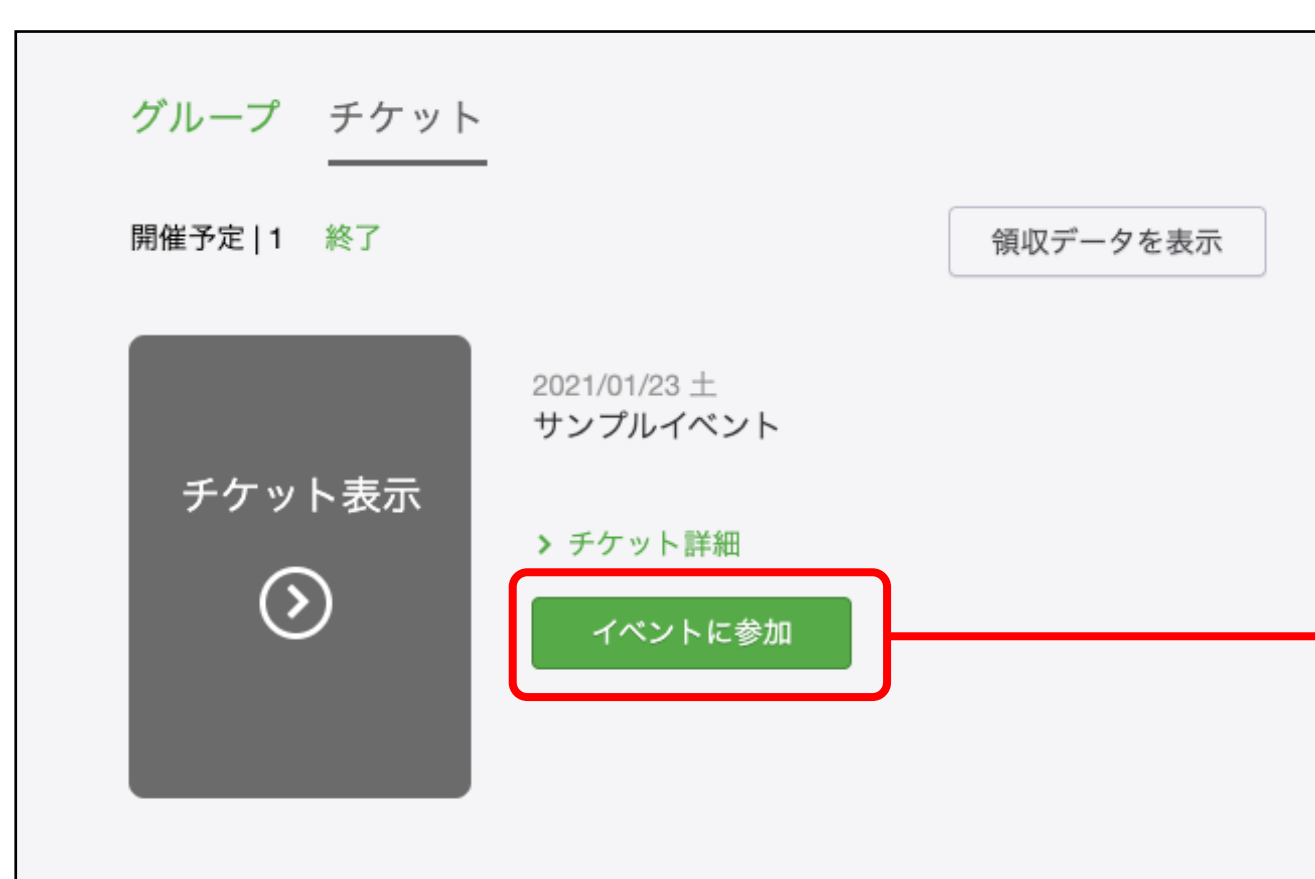 グループ チケット
開催予定 | 1 終了 領収データを表示
チケット表示
2021/01/23 土
サンプルイベント
チケット詳細
イベントに参加